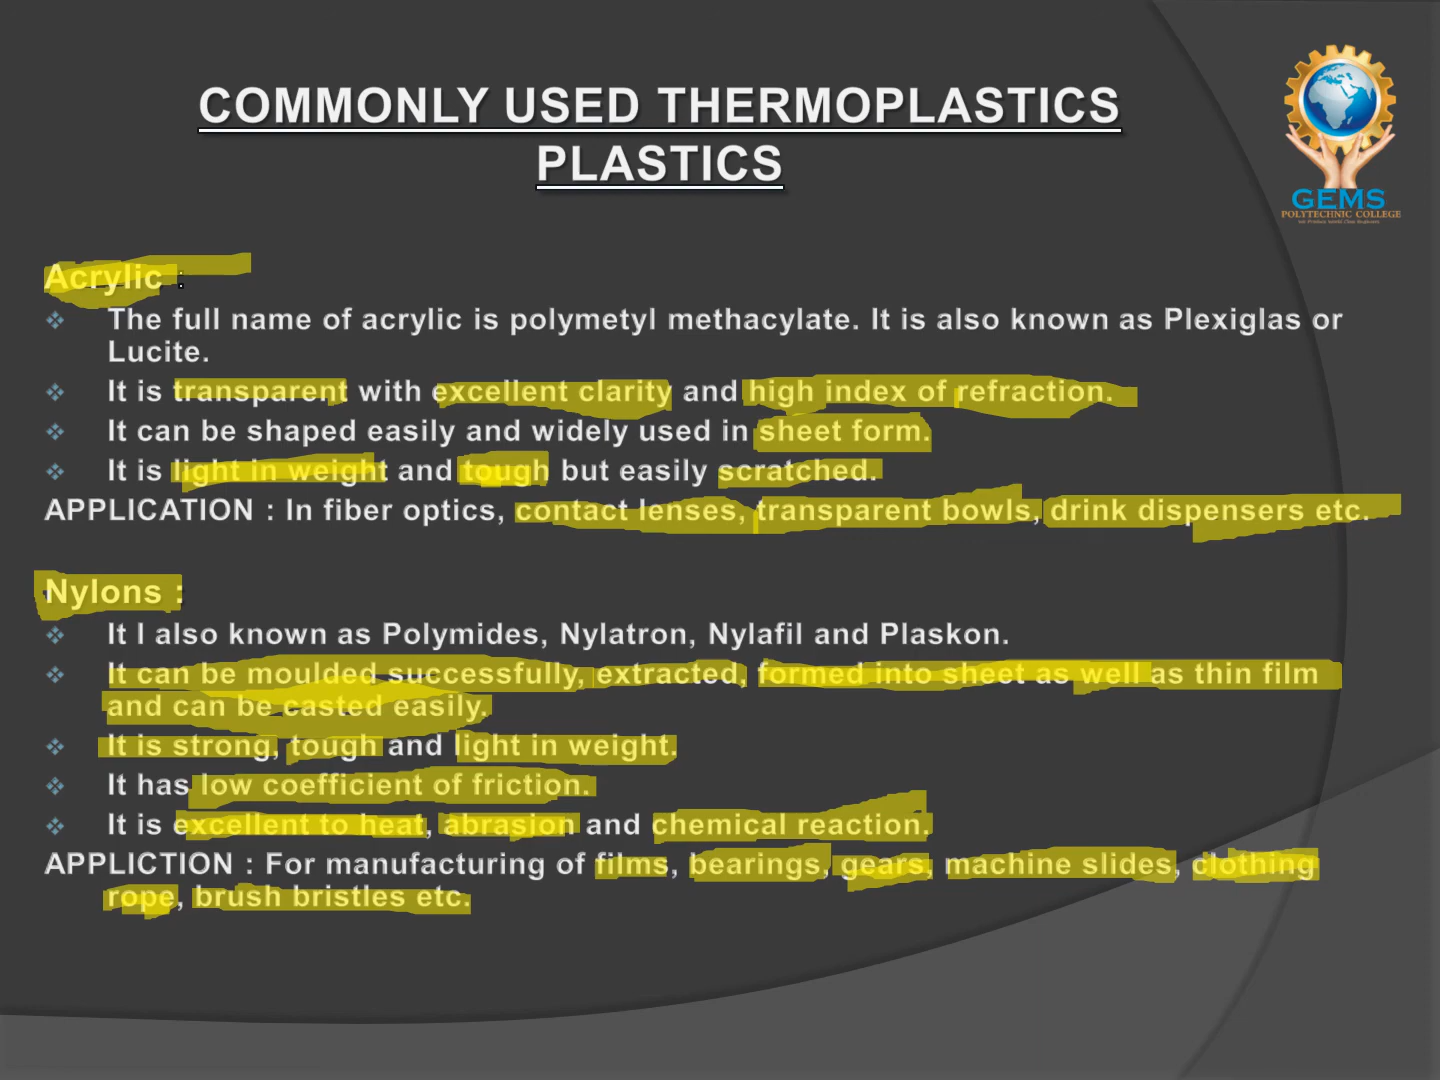 COMMONLY USED THERMOPLASTICS
PLASTICS
GEMS
POLYTECHNIC COLLEGE
Acrylic :
The full name of acrylic is polymetyl methacylate. It is also known as Plexiglas or
Lucite.
It is transparent with excellent clarity and high index of refraction.
It can be shaped easily and widely used in sheet form.
It is light in weight and tough but easily scratched.
APPLICATION : In fiber optics, contact lenses, transparent bowls, drink dispensers etc.
Nylons :
It I also known as Polymides, Nylatron, Nylafil and Plaskon.
It can be moulded successfully, extracted, formed into sheet as well as thin film
and can be casted easily.
It is strong, tough and light in weight.
It has low coefficient of friction.
It is excellent to heat, abrasion and chemical reaction.
APPLICTION : For manufacturing of films, bearings, gears, machine slides, clothing
rope, brush bristles etc.